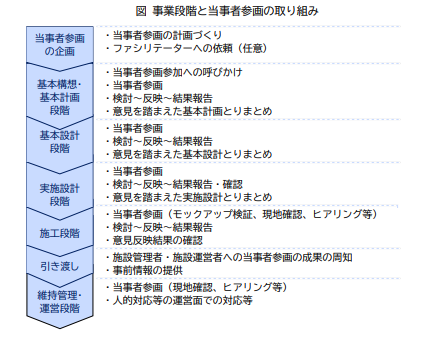 図 事業段階と当事者参画の取り組み
当事者参画
の企画
・当事者参画の計画づくり
・ファシリテーターへの依頼（任意）
基本構想・
基本計画
段階
・当事者参画参加への呼びかけ
・当事者参画
・検討～反映～結果報告
・意見を踏まえた基本計画とりまとめ
基本設計
段階
・当事者参画
・検討～反映～結果報告
・意見を踏まえた基本設計とりまとめ
実施設計
段階
・当事者参画
・検討～反映～結果報告・確認
・意見を踏まえた実施設計とりまとめ
施工段階
・当事者参画（モックアップ検証、現地確認、ヒアリング等）
・検討～反映～結果報告
・意見反映結果の確認
引き渡し
・施設管理者・施設運営者への当事者参画の成果の周知
・事前情報の提供
維持管理・
運営段階
・当事者参画（現地確認、ヒアリング等）
・人的対応等の運営面での対応等